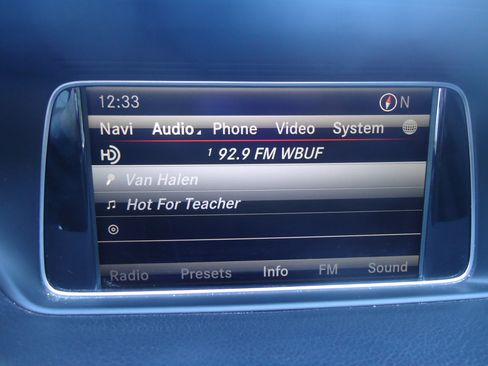 12:33 N
Navi Audio Phone Video System
HD 1 92.9 FM WBUF
Van Halen
Hot For Teacher
Radio Presets Info FM Sound